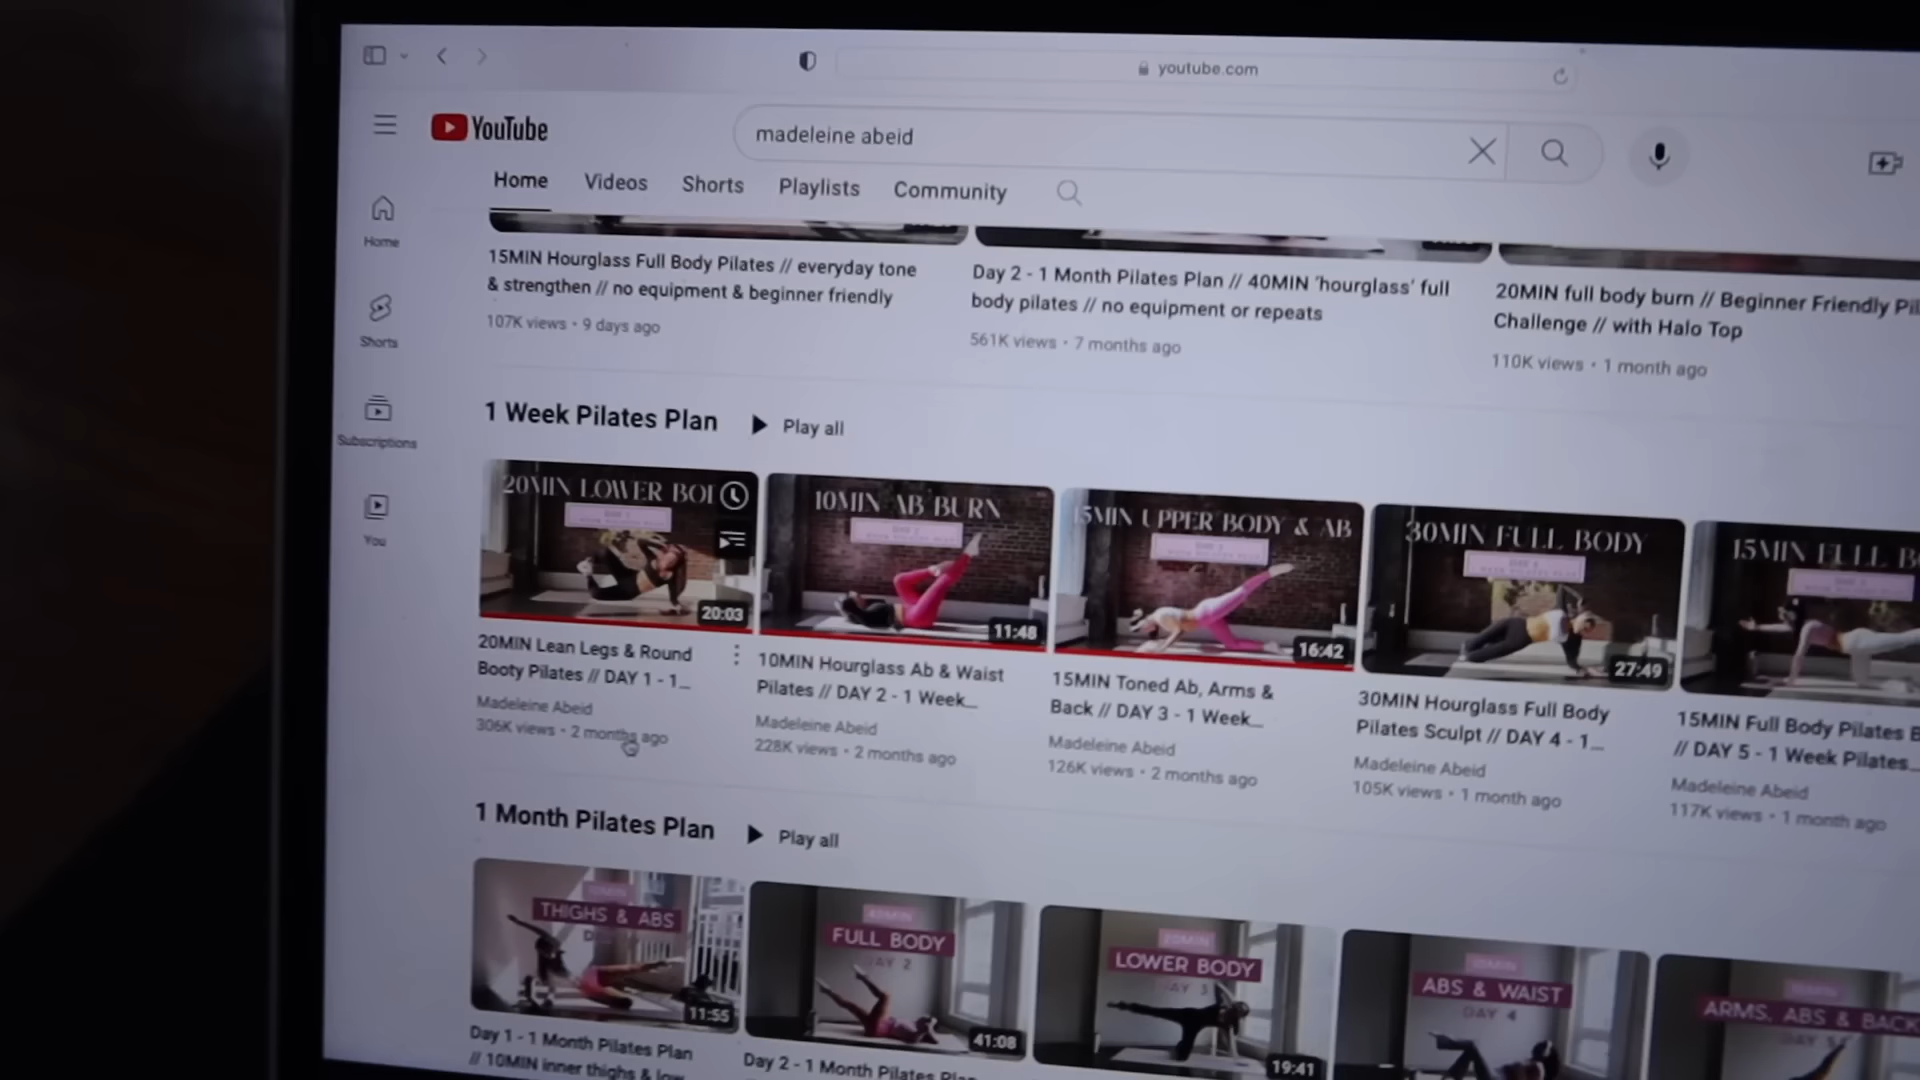 youtube.com
YouTube
madeleine abeid
Home Videos Shorts Playlists Community
Home
Shorts
Subscriptions
You
15MIN Hourglass Full Body Pilates // everyday tone
& strengthen // no equipment & beginner friendly
107K views • 9 days ago
Day 2 - 1 Month Pilates Plan // 40MIN 'hourglass' full
body pilates // no equipment or repeats
561K views • 7 months ago
20MIN full body burn // Beginner Friendly Pil
Challenge // with Halo Top
110K views • 1 month ago
1 Week Pilates Plan
Play all
20MIN LOWER BO
20:03
20MIN Lean Legs & Round
Booty Pilates // DAY 1 - 1...
Madeleine Abeid
306K views • 2 months ago
10MIN AB BURN
11:48
10MIN Hourglass Ab & Waist
Pilates // DAY 2 - 1 Week...
Madeleine Abeid
228K views • 2 months ago
15MIN UPPER BODY & AB
16:42
15MIN Toned Ab, Arms &
Back // DAY 3 - 1 Week...
Madeleine Abeid
126K views • 2 months ago
30MIN FULL BODY
27:49
30MIN Hourglass Full Body
Pilates Sculpt // DAY 4 - 1...
Madeleine Abeid
105K views • 1 month ago
15MIN FULL B
15MIN Full Body Pilates B
// DAY 5 - 1 Week Pilates...
Madeleine Abeid
117K views • 1 month ago
1 Month Pilates Plan
Play all
THIGHS & ABS
11:55
Day 1 - 1 Month Pilates Plan
// 10MIN inner thighs & low
FULL BODY
DAY 2
41:08
Day 2 - 1 Month Pilates Plan
20MIN
LOWER BODY
DAY 3
19:41
ABS & WAIST
DAY 4
ARMS, ABS & BACK